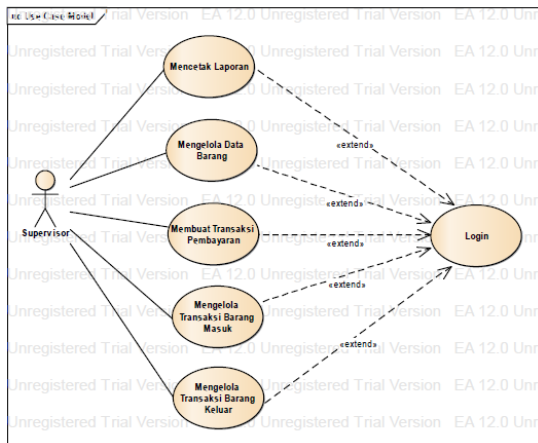 uc Use Case Model
Mencetak Laporan
«extend»
Mengelola Data
Barang
«extend»
Supervisor
Membuat Transaksi
Pembayaran
«extend»
Login
Mengelola
Transaksi Barang
Masuk
«extend»
Mengelola
Transaksi Barang
Keluar
«extend»
Unregistered Trial Version EA 12.0 Unregistered Trial Version EA 12.0 Unr